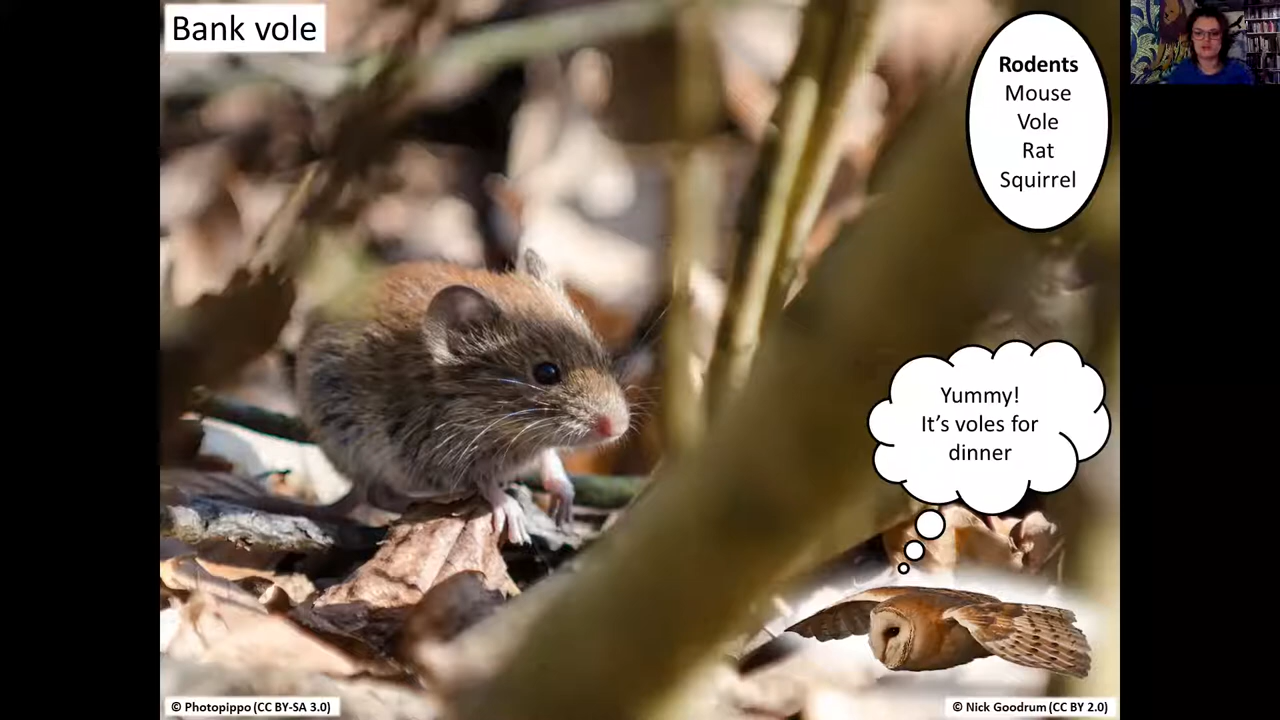 Bank vole
Rodents
Mouse
Vole
Rat
Squirrel
Yummy!
It's voles for
dinner
© Photopippo (CC BY-SA 3.0)
© Nick Goodrum (CC BY 2.0)